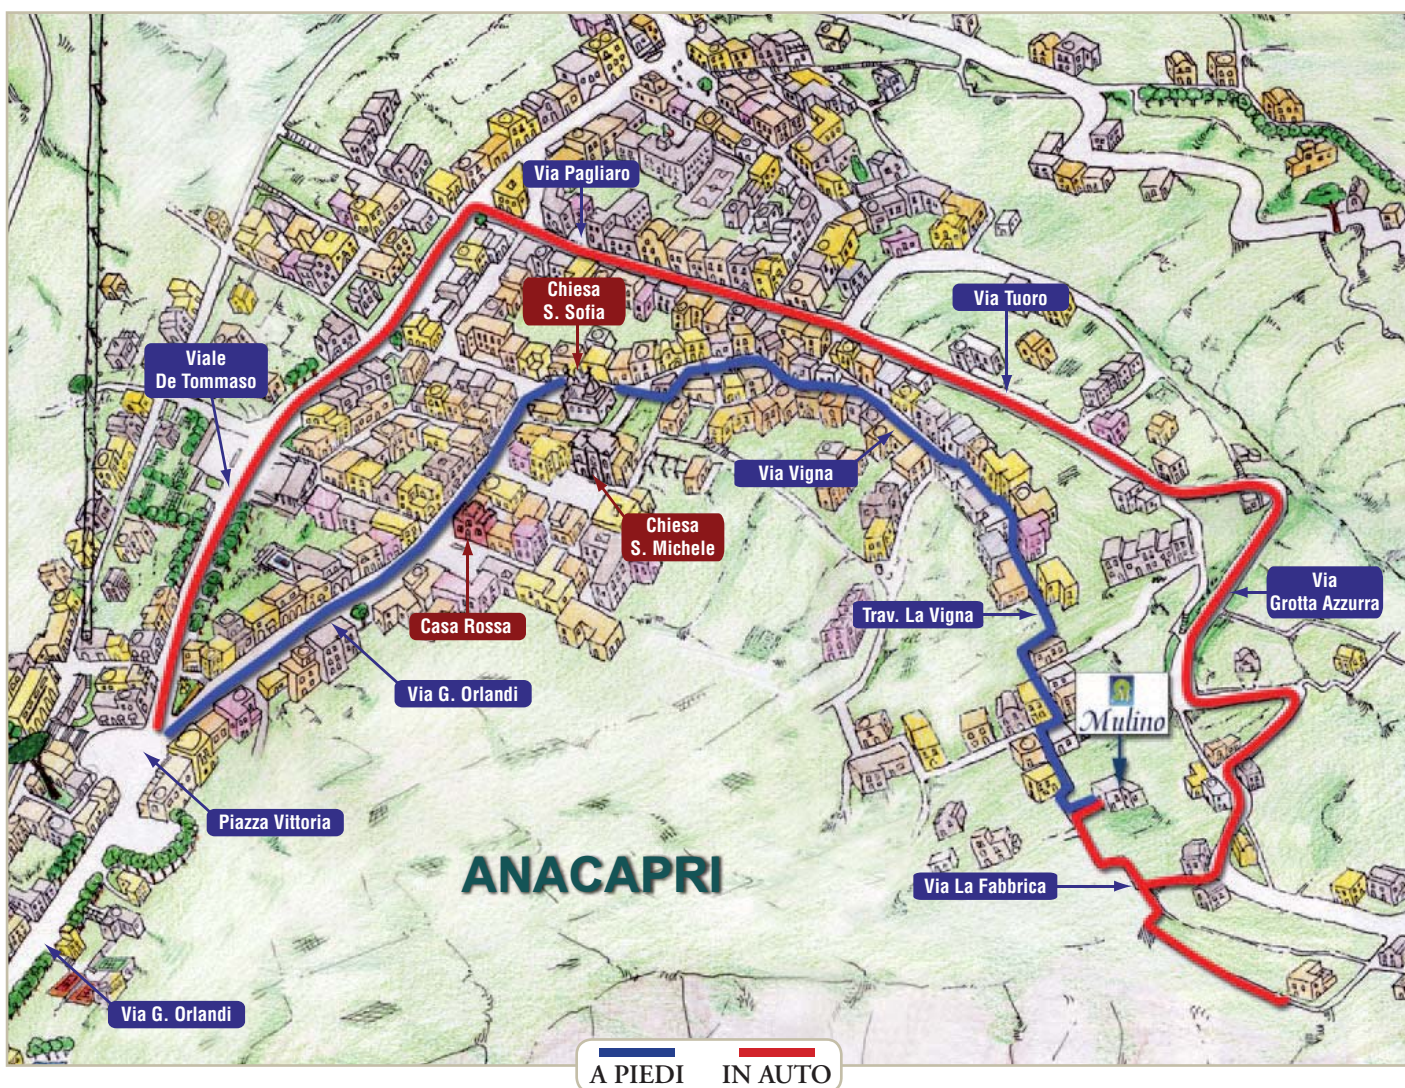 Via Pagliaro
Chiesa
S. Sofia
Via Tuoro
Viale
De Tommaso
Via Vigna
Chiesa
S. Michele
Via
Grotta Azzurra
Casa Rossa
Trav. La Vigna
Via G. Orlandi
Mulino
Piazza Vittoria
ANACAPRI
Via La Fabbrica
Via G. Orlandi
A PIEDI
IN AUTO